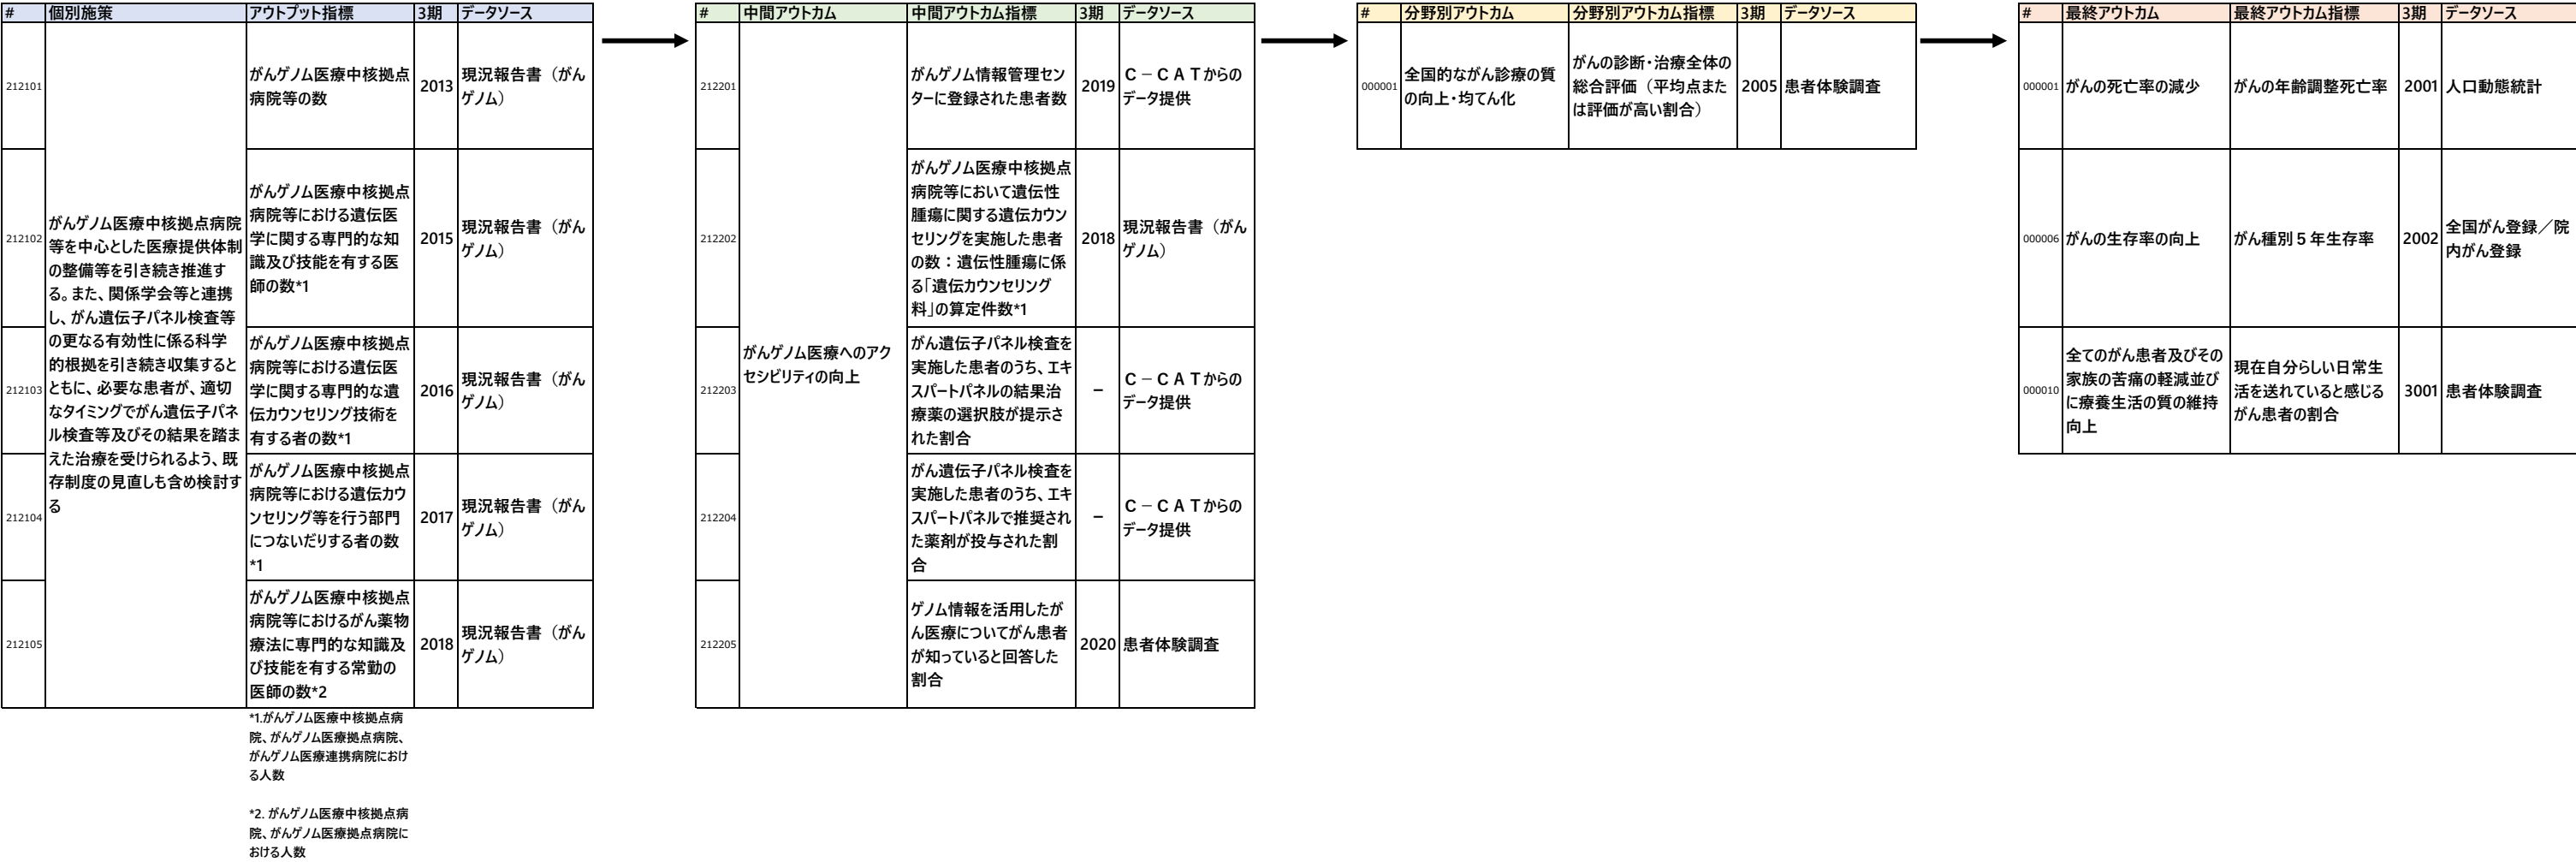 # 個別施策 アウトプット指標 3期 データソース
212101
がんゲノム医療中核拠点病院
等を中心とした医療提供体制
の整備等を引き続き推進す
る。また、関係学会等と連携
し、がん遺伝子パネル検査等
の更なる有効性に係る科学
的根拠を引き続き収集すると
ともに、必要な患者が、適切
なタイミングでがん遺伝子パネ
ル検査等及びその結果を踏ま
えた治療を受けられるよう、既
存制度の見直しも含め検討す
る
がんゲノム医療中核拠点
病院等の数
2013
現況報告書（がん
ゲノム）
212102
がんゲノム医療中核拠点
病院等における遺伝医
学に関する専門的な知
識及び技能を有する医
師の数*1
2015
現況報告書（がん
ゲノム）
212103
がんゲノム医療中核拠点
病院等における遺伝医
学に関する専門的な遺
伝カウンセリング技術を
有する者の数*1
2016
現況報告書（がん
ゲノム）
212104
がんゲノム医療中核拠点
病院等における遺伝カウ
ンセリング等を行う部門
につないだりする者の数
*1
2017
現況報告書（がん
ゲノム）
212105
がんゲノム医療中核拠点
病院等におけるがん薬物
療法に専門的な知識及
び技能を有する常勤の
医師の数*2
2018
現況報告書（がん
ゲノム）
*1.がんゲノム医療中核拠点病
院、がんゲノム医療拠点病院、
がんゲノム医療連携病院におけ
る人数
*2. がんゲノム医療中核拠点病
院、がんゲノム医療拠点病院に
おける人数
# 中間アウトカム 中間アウトカム指標 3期 データソース
212201
がんゲノム医療へのアク
セシビリティの向上
がんゲノム情報管理セン
ターに登録された患者数
2019
Ｃ－ＣＡＴからの
データ提供
212202
がんゲノム医療中核拠点
病院等において遺伝性
腫瘍に関する遺伝カウン
セリングを実施した患者
の数：遺伝性腫瘍に係
る「遺伝カウンセリング
料」の算定件数*1
2018
現況報告書（がん
ゲノム）
212203
がん遺伝子パネル検査を
実施した患者のうち、エキ
スパートパネルの結果治
療薬の選択肢が提示さ
れた割合
－
Ｃ－ＣＡＴからの
データ提供
212204
がん遺伝子パネル検査を
実施した患者のうち、エキ
スパートパネルで推奨され
た薬剤が投与された割
合
－
Ｃ－ＣＡＴからの
データ提供
212205
ゲノム情報を活用したが
ん医療についてがん患者
が知っていると回答した
割合
2020
患者体験調査
# 分野別アウトカム 分野別アウトカム指標 3期 データソース
000001
全国的ながん診療の質
の向上・均てん化
がんの診断・治療全体の
総合評価（平均点また
は評価が高い割合）
2005
患者体験調査
# 最終アウトカム 最終アウトカム指標 3期 データソース
000001
がんの死亡率の減少
がんの年齢調整死亡率
2001
人口動態統計
000006
がんの生存率の向上
がん種別５年生存率
2002
全国がん登録／院
内がん登録
000010
全てのがん患者及びその
家族の苦痛の軽減並び
に療養生活の質の維持
向上
現在自分らしい日常生
活を送れていると感じる
がん患者の割合
3001
患者体験調査